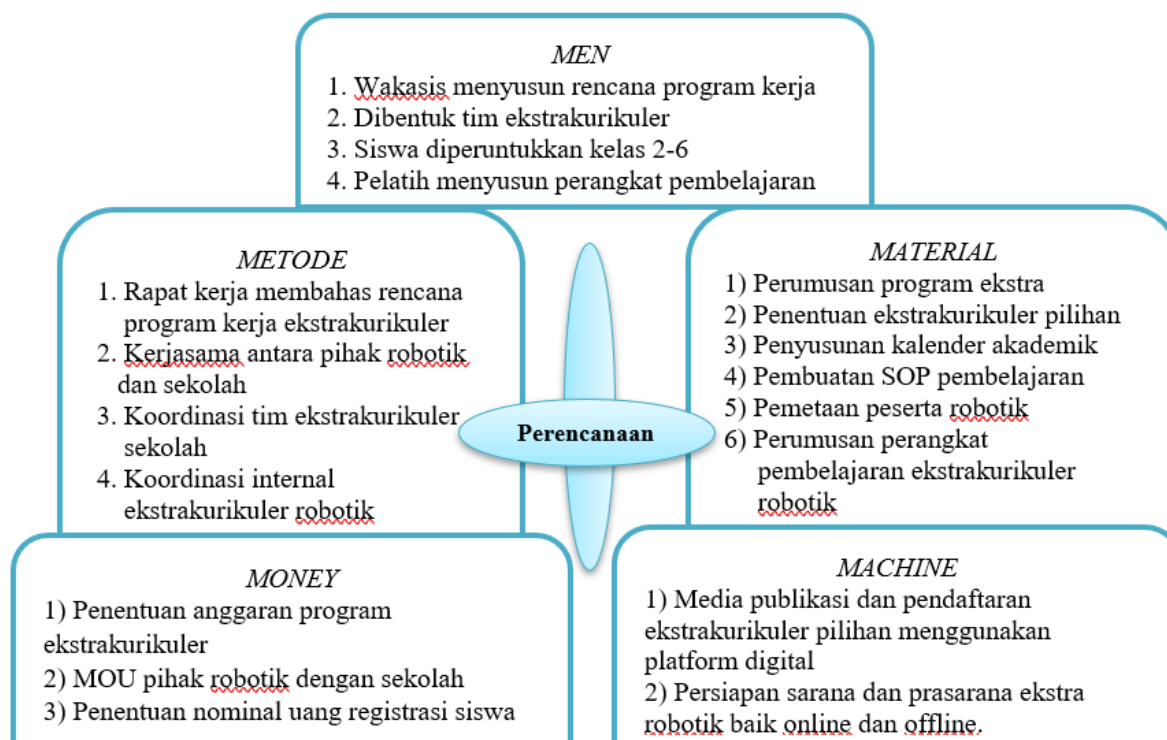 MEN
1. Wakasis menyusun rencana program kerja
2. Dibentuk tim ekstrakurikuler
3. Siswa diperuntukkan kelas 2-6
4. Pelatih menyusun perangkat pembelajaran
METODE
1. Rapat kerja membahas rencana
program kerja ekstrakurikuler
2. Kerjasama antara pihak robotik
dan sekolah
3. Koordinasi tim ekstrakurikuler
sekolah
4. Koordinasi internal
ekstrakurikuler robotik
Perencanaan
MATERIAL
1) Perumusan program ekstra
2) Penentuan ekstrakurikuler pilihan
3) Penyusunan kalender akademik
4) Pembuatan SOP pembelajaran
5) Pemetaan peserta robotik
6) Perumusan perangkat
pembelajaran ekstrakurikuler
robotik
MONEY
1) Penentuan anggaran program
ekstrakurikuler
2) MOU pihak robotik dengan sekolah
3) Penentuan nominal uang registrasi siswa
MACHINE
1) Media publikasi dan pendaftaran
ekstrakurikuler pilihan menggunakan
platform digital
2) Persiapan sarana dan prasarana ekstra
robotik baik online dan offline.